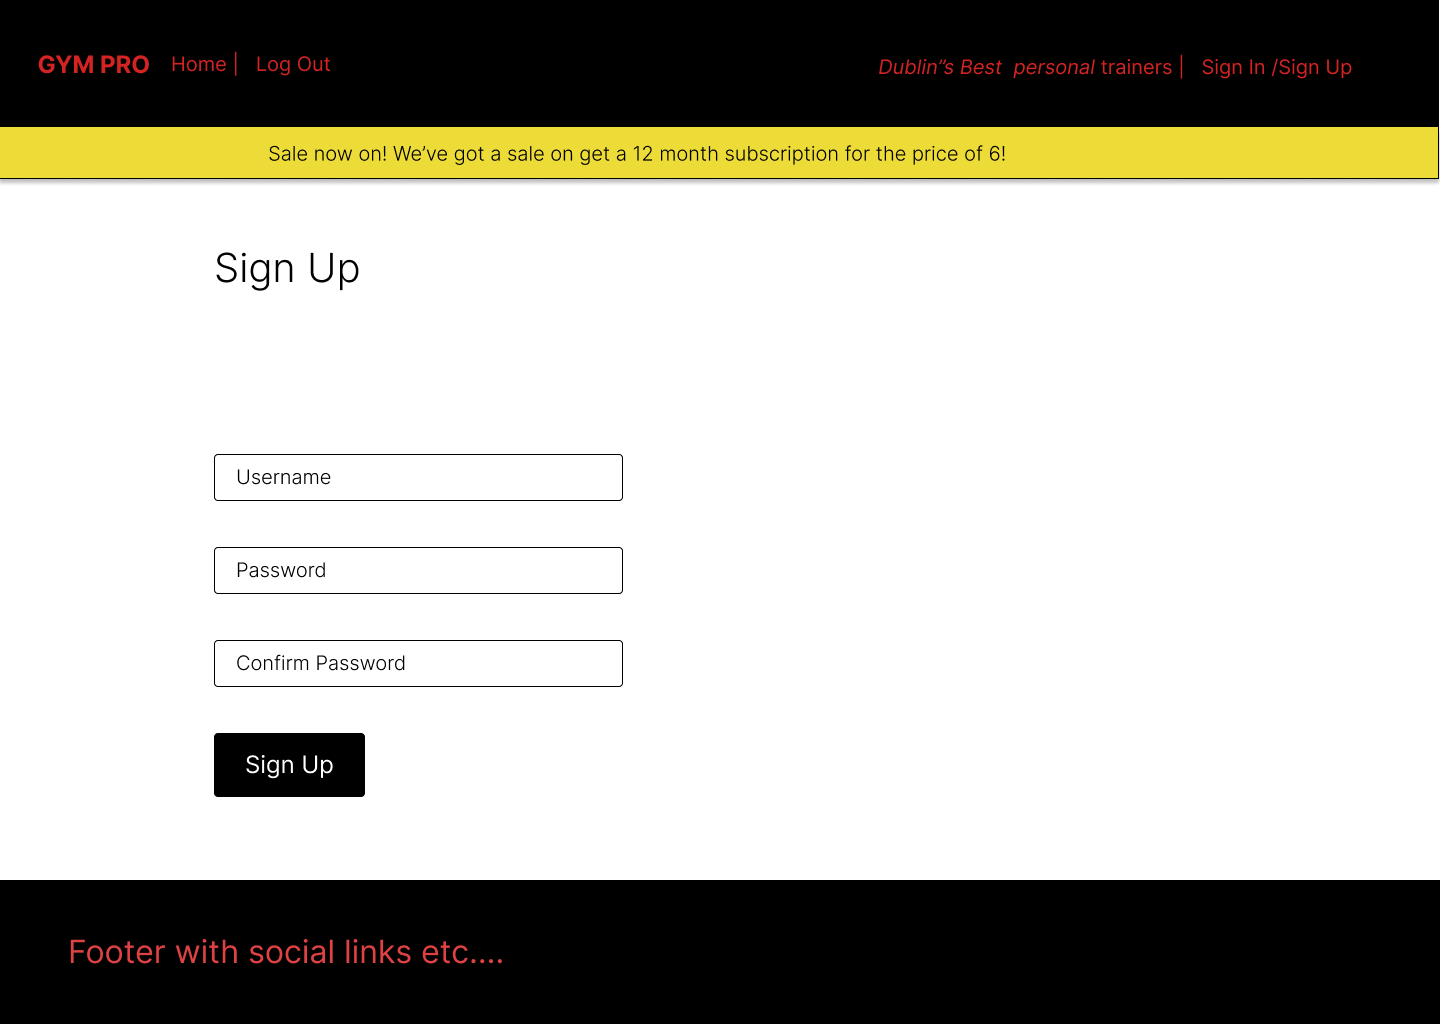 GYM PRO Home | Log Out
Dublin”s Best personal trainers | Sign In /Sign Up
Sale now on! We’ve got a sale on get a 12 month subscription for the price of 6!
Sign Up
Username
Password
Confirm Password
Sign Up
Footer with social links etc....